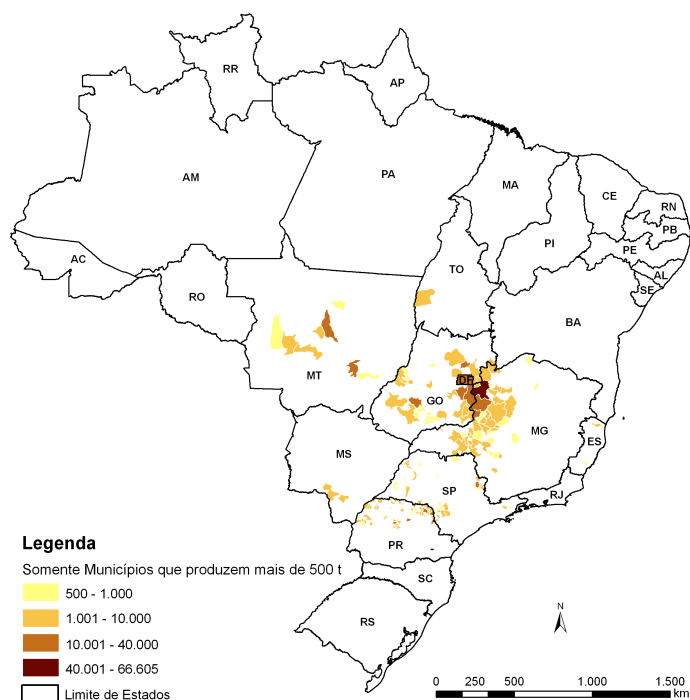 RR
AP
AM
PA
MA
CE
RN
PB
PI
PE
AC
AL
TO
SE
RO
BA
MT
DF
GO
MG
ES
MS
SP
RJ
PR
SC
RS
Legenda
Somente Municípios que produzem mais de 500 t
500 - 1.000
1.001 - 10.000
10.001 - 40.000
40.001 - 66.605
Limite de Estados
N
0 250 500 1.000 1.500
km